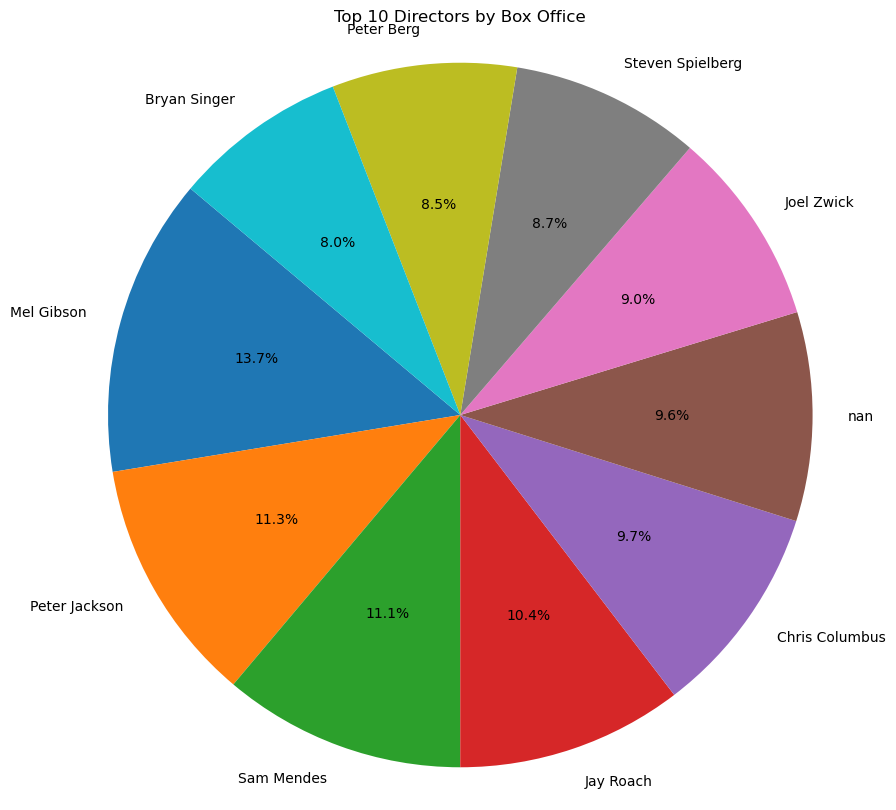 Top 10 Directors by Box Office
Peter Berg
Steven Spielberg
Bryan Singer
Joel Zwick
8.5%
8.7%
8.0%
9.0%
Mel Gibson
13.7%
9.6%
nan
11.3%
9.7%
Peter Jackson
11.1%
10.4%
Chris Columbus
Sam Mendes
Jay Roach